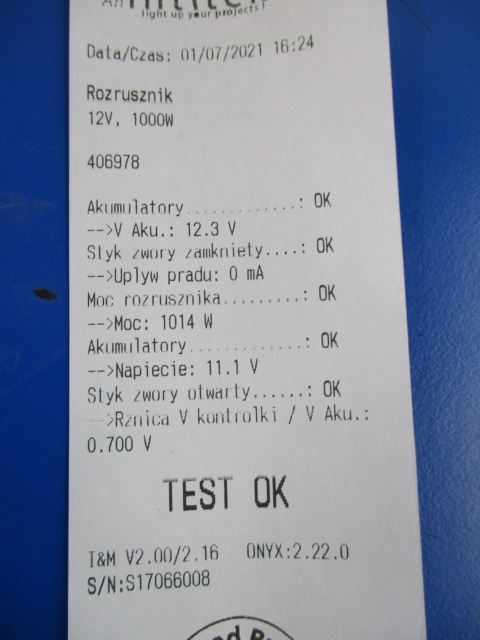 light up your projects!
Data/Czas: 01/07/2021 16:24
Rozrusznik
12V, 1000W
406978
Akumulatory.............: OK
-->V Aku.: 12.3 V
Styk zwory zamkniety....: OK
-->Uplyw pradu: 0 mA
Moc rozrusznika.........: OK
-->Moc: 1014 W
Akumulatory.............: OK
-->Napiecie: 11.1 V
Styk zwory otwarty......: OK
-->Rznica V kontrolki / V Aku.:
0.700 V
TEST OK
I&M V2.00/2.16 ONYX:2.22.0
S/N:S17066008